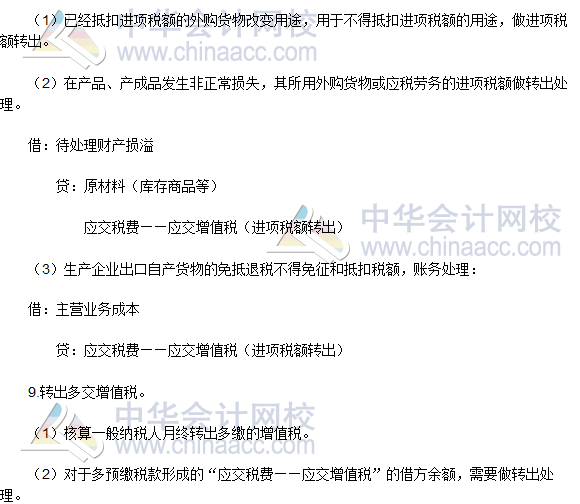 （1）已经抵扣进项税额的外购货物改变用途，用于不得抵扣进项税额的用途，做进项税
额转出。
（2）在产品、产成品发生非正常损失，其所用外购货物或应税劳务的进项税额做转出处
理。
借：待处理财产损溢
贷：原材料（库存商品等）
应交税费——应交增值税（进项税额转出）
（3）生产企业出口自产货物的免抵退税不得免征和抵扣税额，账务处理：
借：主营业务成本
贷：应交税费——应交增值税（进项税额转出）
9.转出多交增值税。
（1）核算一般纳税人月终转出多缴的增值税。
（2）对于多预缴税款形成的“应交税费——应交增值税”的借方余额，需要做转出处
理。
中华会计网校
www.chinaacc.com
中华会计网校
www.chinaacc.com
中华会计网校
www.chinaacc.com